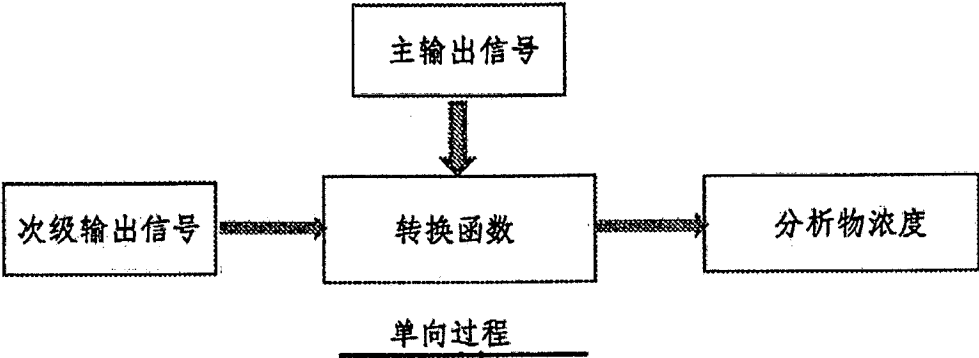 主输出信号
次级输出信号
转换函数
分析物浓度
单向过程